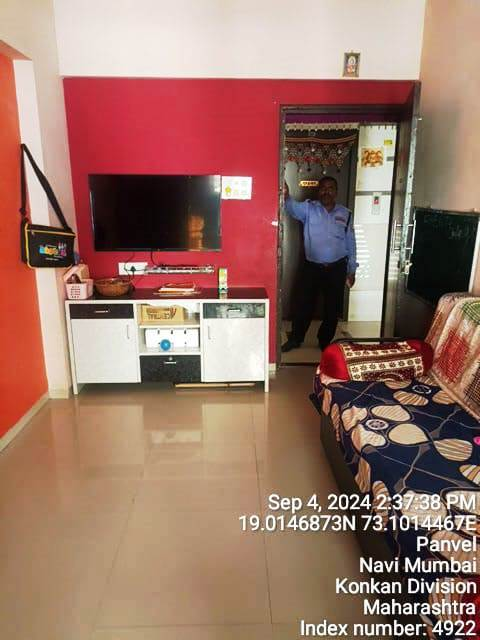 Sep 4, 2024 2:37:38 PM
19.0146873N 73.1014467E
Panvel
Navi Mumbai
Konkan Division
Maharashtra
Index number: 4922